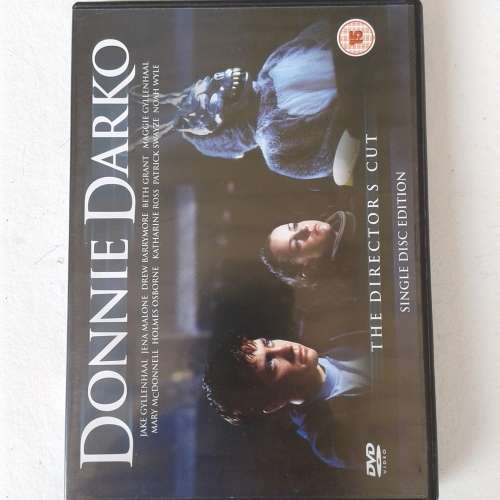 DONNIE DARKO
JAKE GYLLENHAAL JENA MALONE DREW BARRYMORE BETH GRANT MAGGIE GYLLENHAAL
MARY MCDONNELL HOLMES OSBORNE KATHARINE ROSS PATRICK SWAYZE NOAH WYLE
15
THE DIRECTORS CUT
SINGLE DISC EDITION
DVD
VIDEO